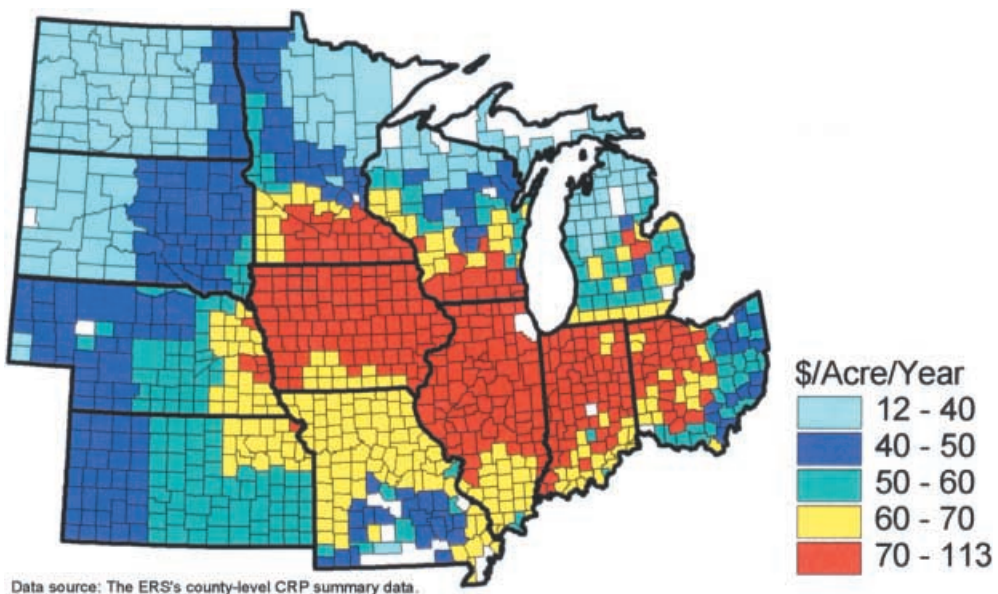 $/Acre/Year
12 - 40
40 - 50
50 - 60
60 - 70
70 - 113
Data source: The ERS's county-level CRP summary data.